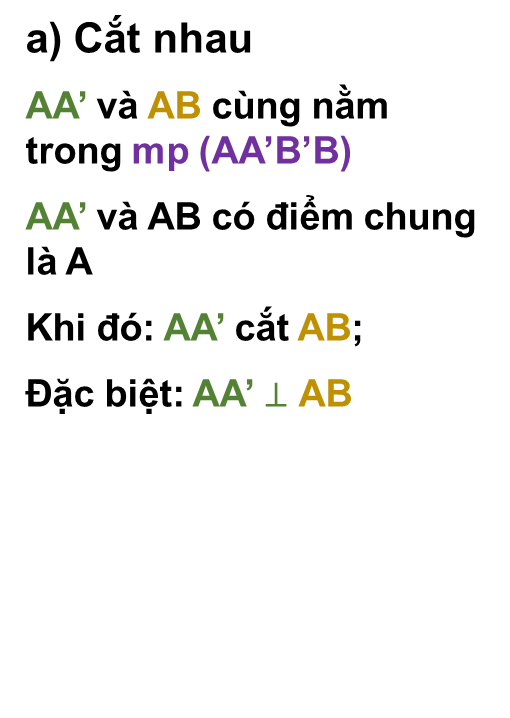 a) Cắt nhau
AA’ và AB cùng nằm
trong mp (AA’B’B)
AA’ và AB có điểm chung
là A
Khi đó: AA’ cắt AB;
Đặc biệt: AA’ ⊥ AB